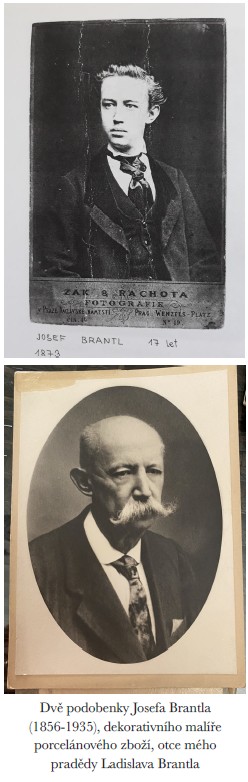 ZAK & RACHOTA
FOTOGRAFIE
PRAG, WENZELS-PLATZ
JOSEF BRANTL 17 let
1873
Dvě podobenky Josefa Brantla
(1856-1935), dekorativního malíře
porcelánového zboží, otce mého
pradědy Ladislava Brantla